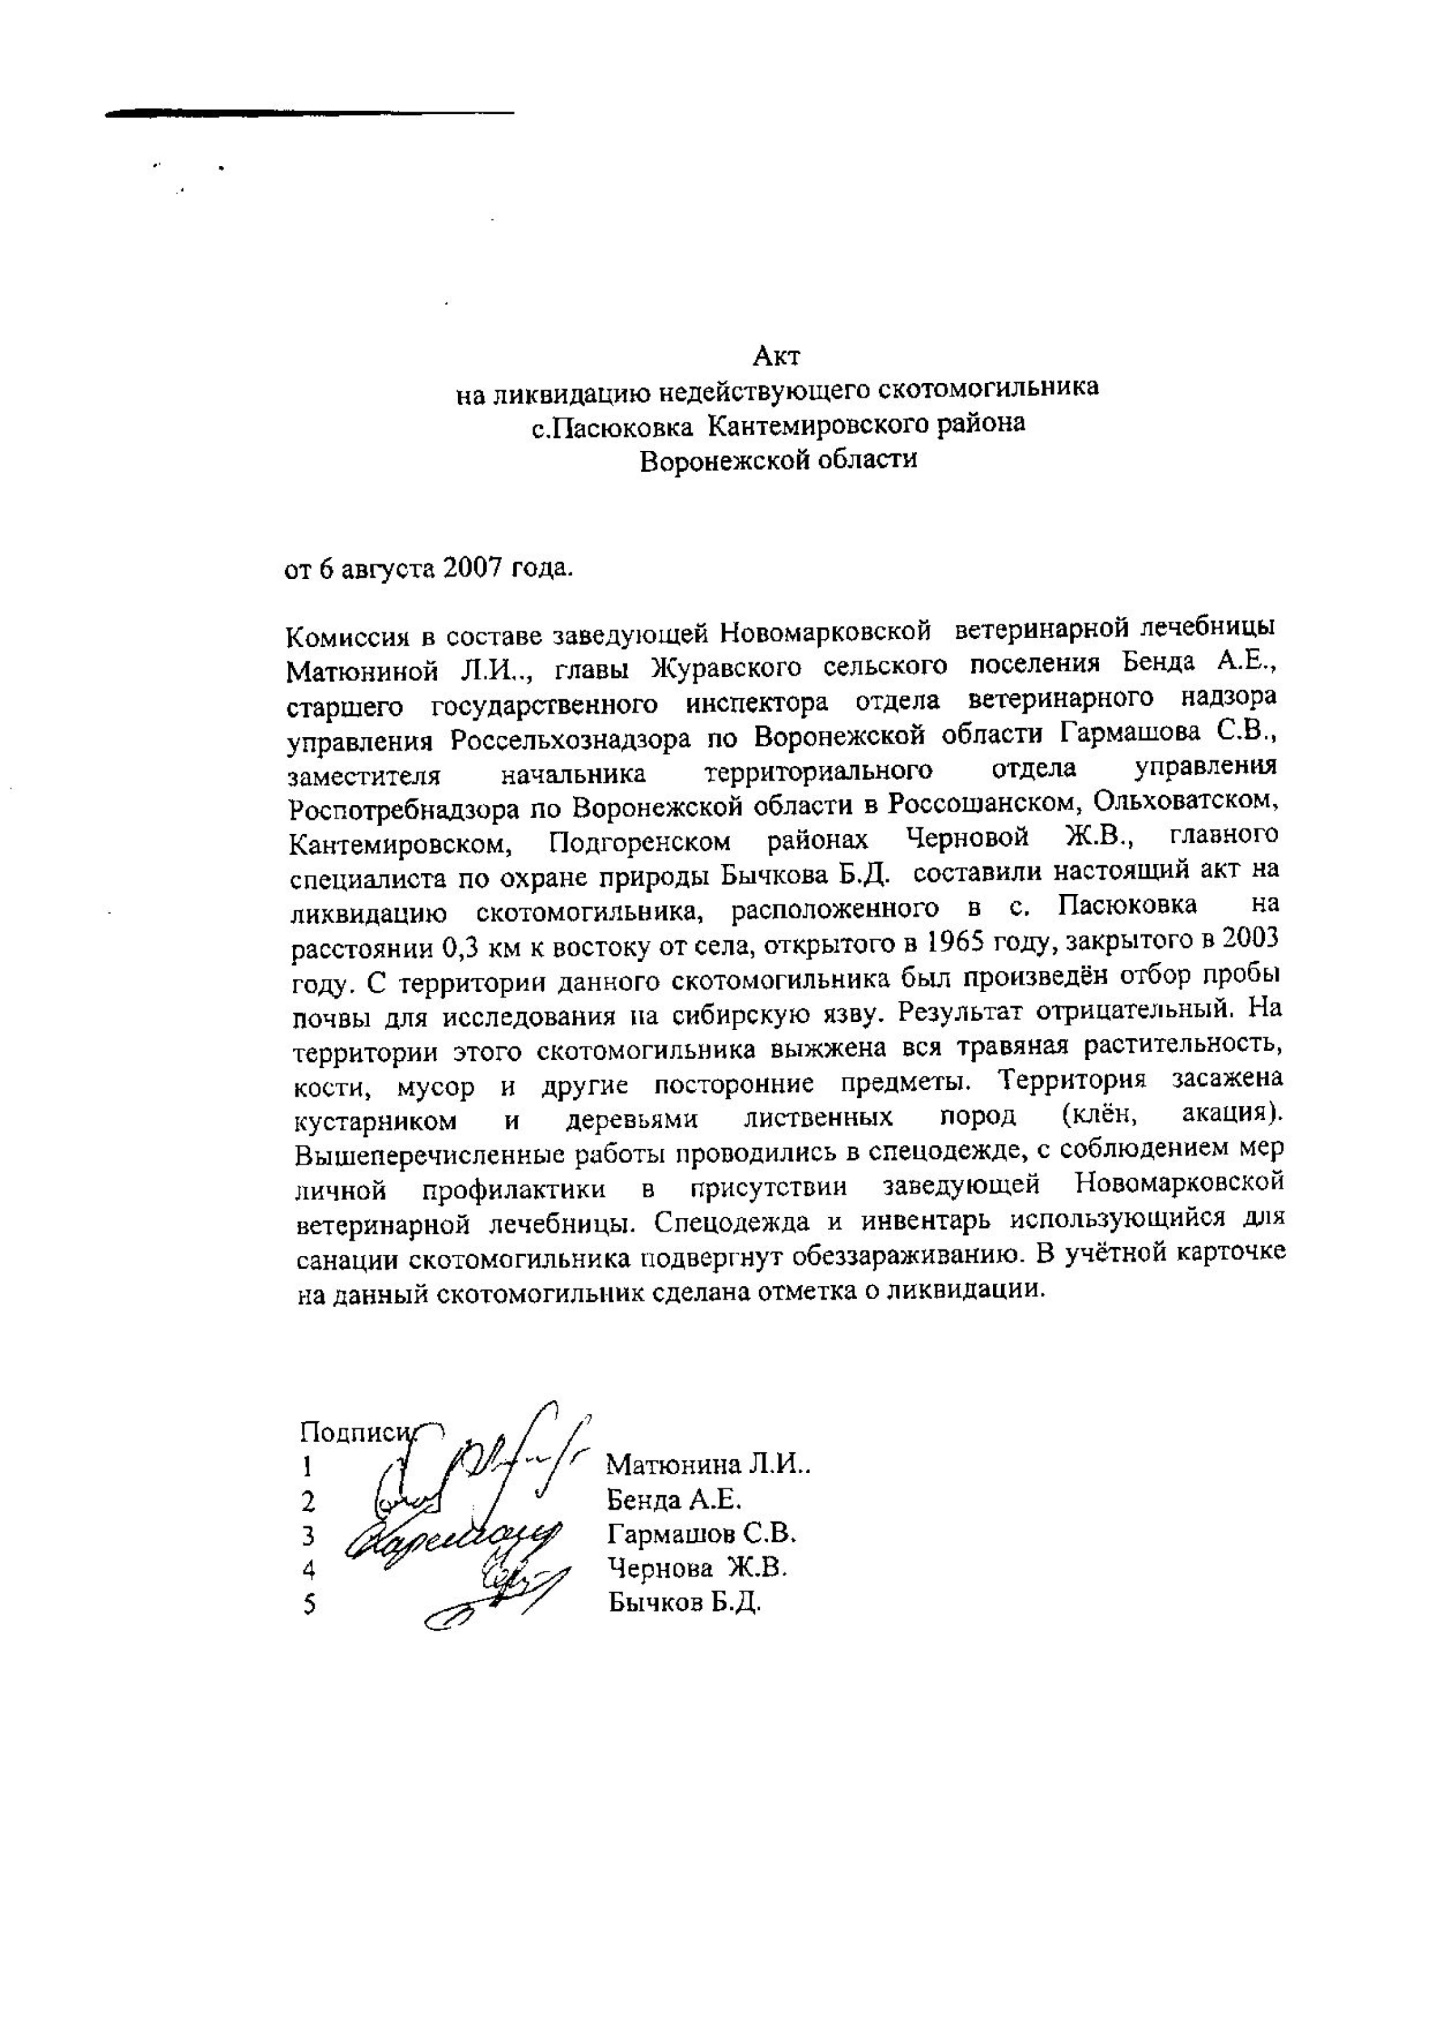 Акт
на ликвидацию недействующего скотомогильника
с.Пасюковка Кантемировского района
Воронежской области
от 6 августа 2007 года.
Комиссия в составе заведующей Новомарковской ветеринарной лечебницы
Матюниной Л.И.., главы Журавского сельского поселения Бенда А.Е.,
старшего государственного инспектора отдела ветеринарного надзора
управления Россельхознадзора по Воронежской области Гармашова С.В.,
заместителя начальника территориального отдела управления
Роспотребнадзора по Воронежской области в Россошанском, Ольховатском,
Кантемировском, Подгоренском районах Черновой Ж.В., главного
специалиста по охране природы Бычкова Б.Д. составили настоящий акт на
ликвидацию скотомогильника, расположенного в с. Пасюковка на
расстоянии 0,3 км к востоку от села, открытого в 1965 году, закрытого в 2003
году. С территории данного скотомогильника был произведён отбор пробы
почвы для исследования на сибирскую язву. Результат отрицательный. На
территории этого скотомогильника выжжена вся травяная растительность,
кости, мусор и другие посторонние предметы. Территория засажена
кустарником и деревьями лиственных пород (клён, акация).
Вышеперечисленные работы проводились в спецодежде, с соблюдением мер
личной профилактики в присутствии заведующей Новомарковской
ветеринарной лечебницы. Спецодежда и инвентарь использующийся для
санации скотомогильника подвергнут обеззараживанию. В учётной карточке
на данный скотомогильник сделана отметка о ликвидации.
Подписи:
1 Матюнина Л.И..
2 Бенда А.Е.
3 Гармашов С.В.
4 Чернова Ж.В.
5 Бычков Б.Д.